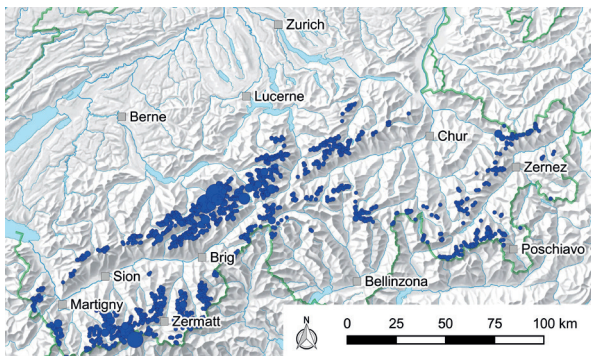 Zurich
Lucerne
Berne
Chur
Zernez
Brig
Poschiavo
Sion
Bellinzona
Martigny
Zermatt
N
0 25 50 75 100 km